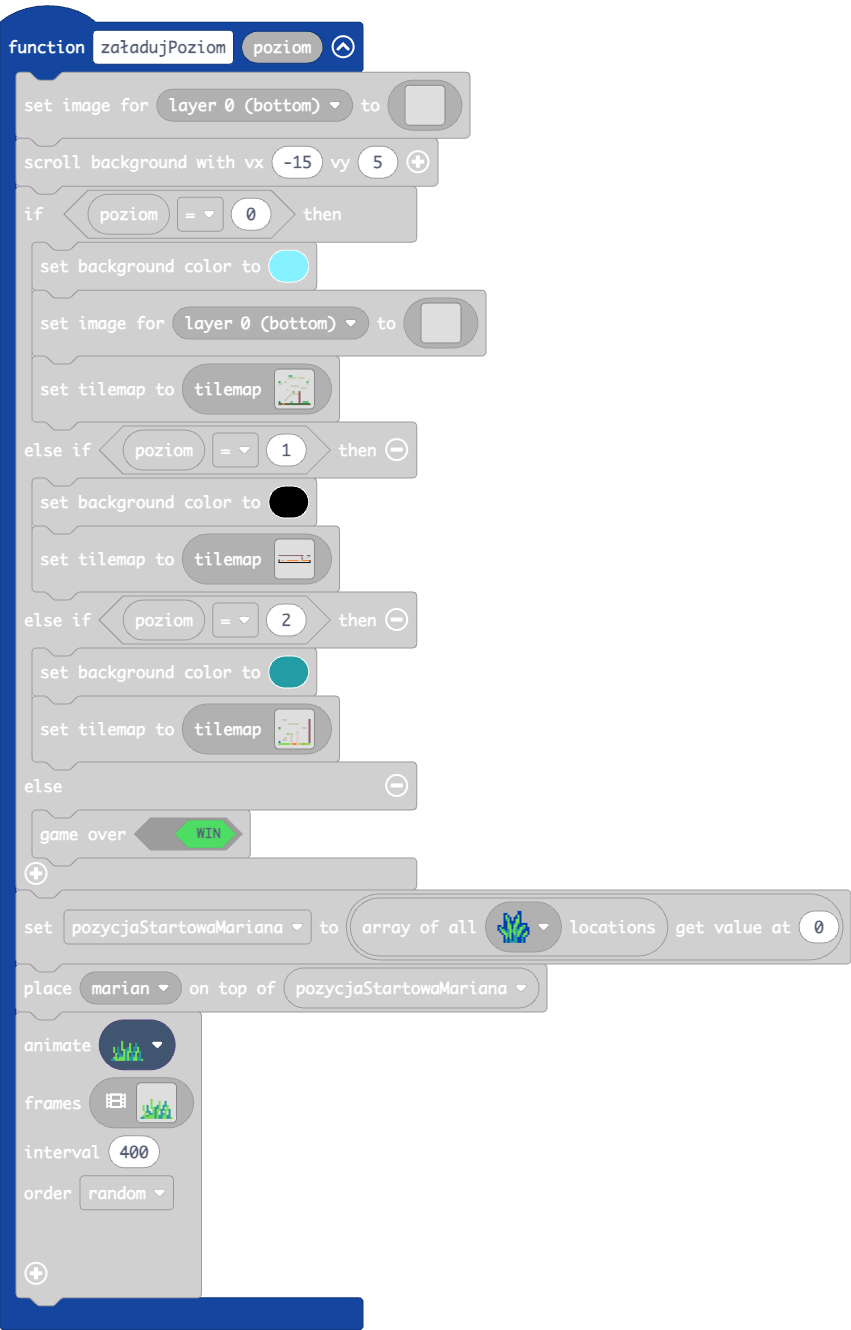 function załadujPoziom poziom
set image for layer 0 (bottom) to
scroll background with vx -15 vy 5
if poziom = 0 then
set background color to
set image for layer 0 (bottom) to
set tilemap to tilemap
else if poziom = 1 then
set background color to
set tilemap to tilemap
else if poziom = 2 then
set background color to
set tilemap to tilemap
else
game over WIN
set pozycjaStartowaMariana to array of all locations get value at 0
place marian on top of pozycjaStartowaMariana
animate
frames
interval 400
order random